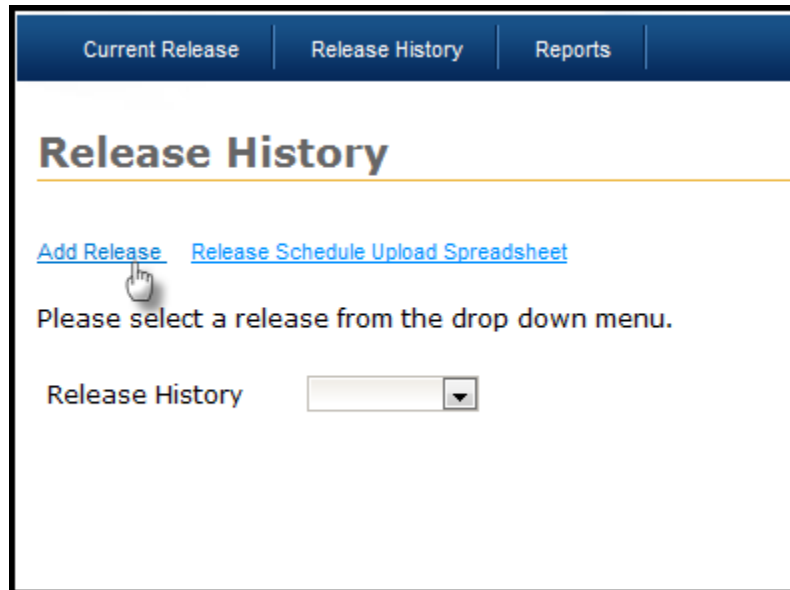 Current Release Release History Reports
Release History
Add Release Release Schedule Upload Spreadsheet
Please select a release from the drop down menu.
Release History